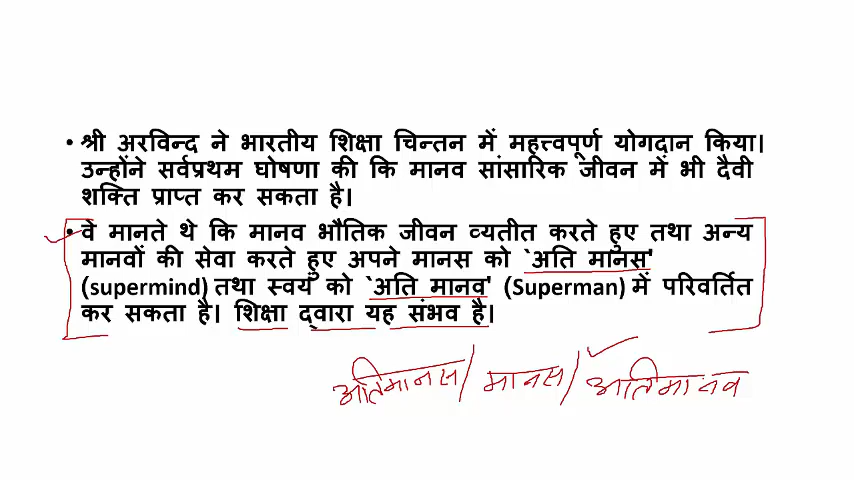 • श्री अरविन्द ने भारतीय शिक्षा चिन्तन में महत्त्वपूर्ण योगदान किया।
उन्होंने सर्वप्रथम घोषणा की कि मानव सांसारिक जीवन में भी दैवी
शक्ति प्राप्त कर सकता है।
• वे मानते थे कि मानव भौतिक जीवन व्यतीत करते हुए तथा अन्य
मानवों की सेवा करते हुए अपने मानस को `अति मानस'
(supermind) तथा स्वयं को `अति मानव' (Superman) में परिवर्तित
कर सकता है। शिक्षा द्वारा यह संभव है।
अतिमानस/ मानस/ अतिमानव